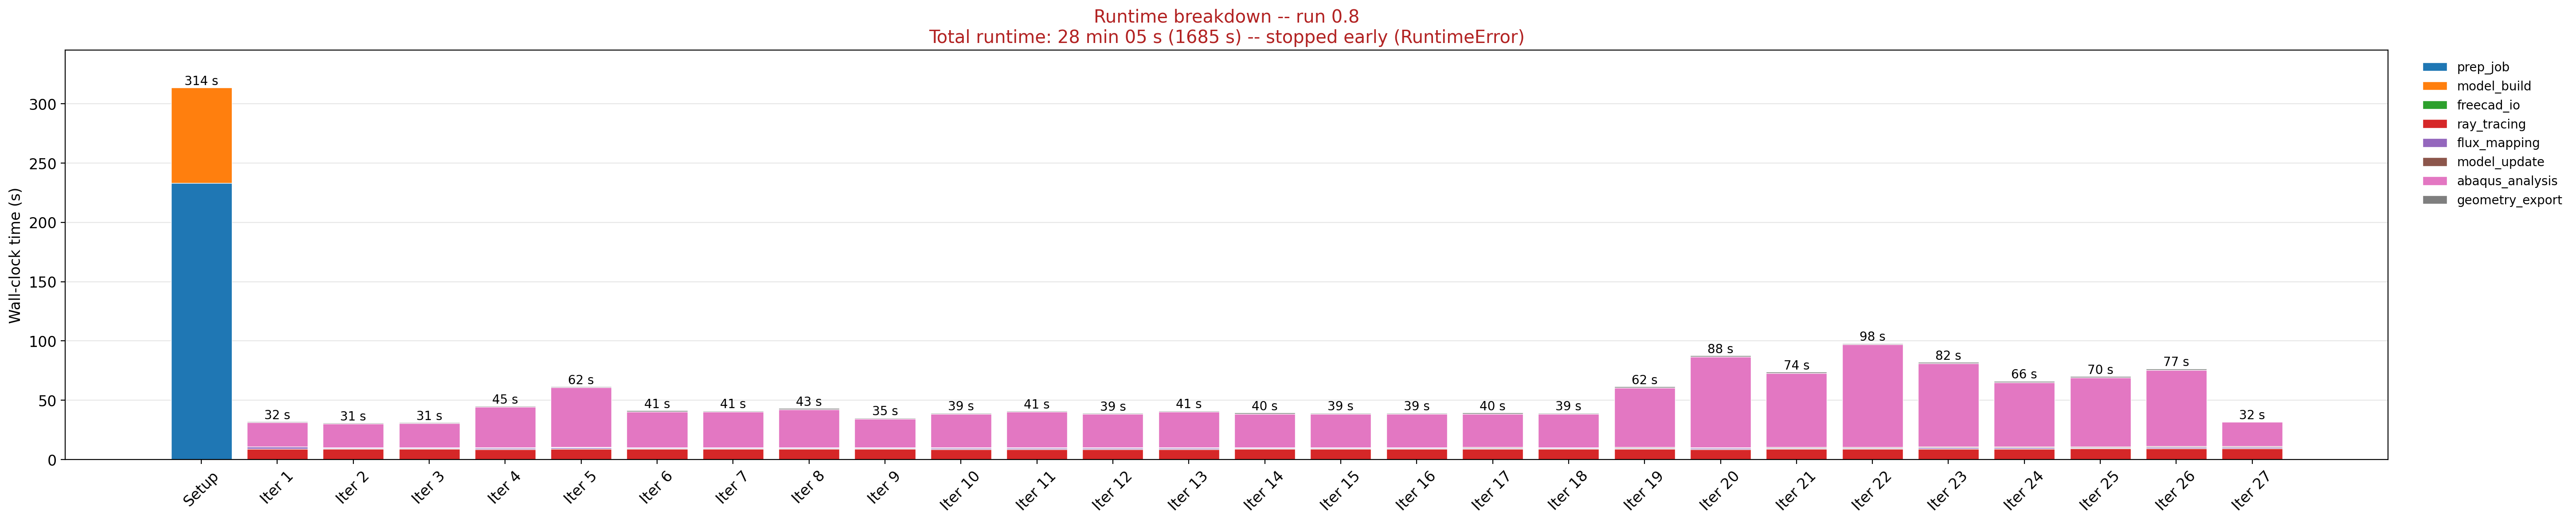 Runtime breakdown -- run 0.8
Total runtime: 28 min 05 s (1685 s) -- stopped early (RuntimeError)
Wall-clock time (s)
300
250
200
150
100
50
0
314 s
32 s
31 s
31 s
45 s
62 s
41 s
41 s
43 s
35 s
39 s
41 s
39 s
41 s
40 s
39 s
39 s
40 s
39 s
62 s
88 s
74 s
98 s
82 s
66 s
70 s
77 s
32 s
Setup
Iter 1
Iter 2
Iter 3
Iter 4
Iter 5
Iter 6
Iter 7
Iter 8
Iter 9
Iter 10
Iter 11
Iter 12
Iter 13
Iter 14
Iter 15
Iter 16
Iter 17
Iter 18
Iter 19
Iter 20
Iter 21
Iter 22
Iter 23
Iter 24
Iter 25
Iter 26
Iter 27
prep_job
model_build
freecad_io
ray_tracing
flux_mapping
model_update
abaqus_analysis
geometry_export